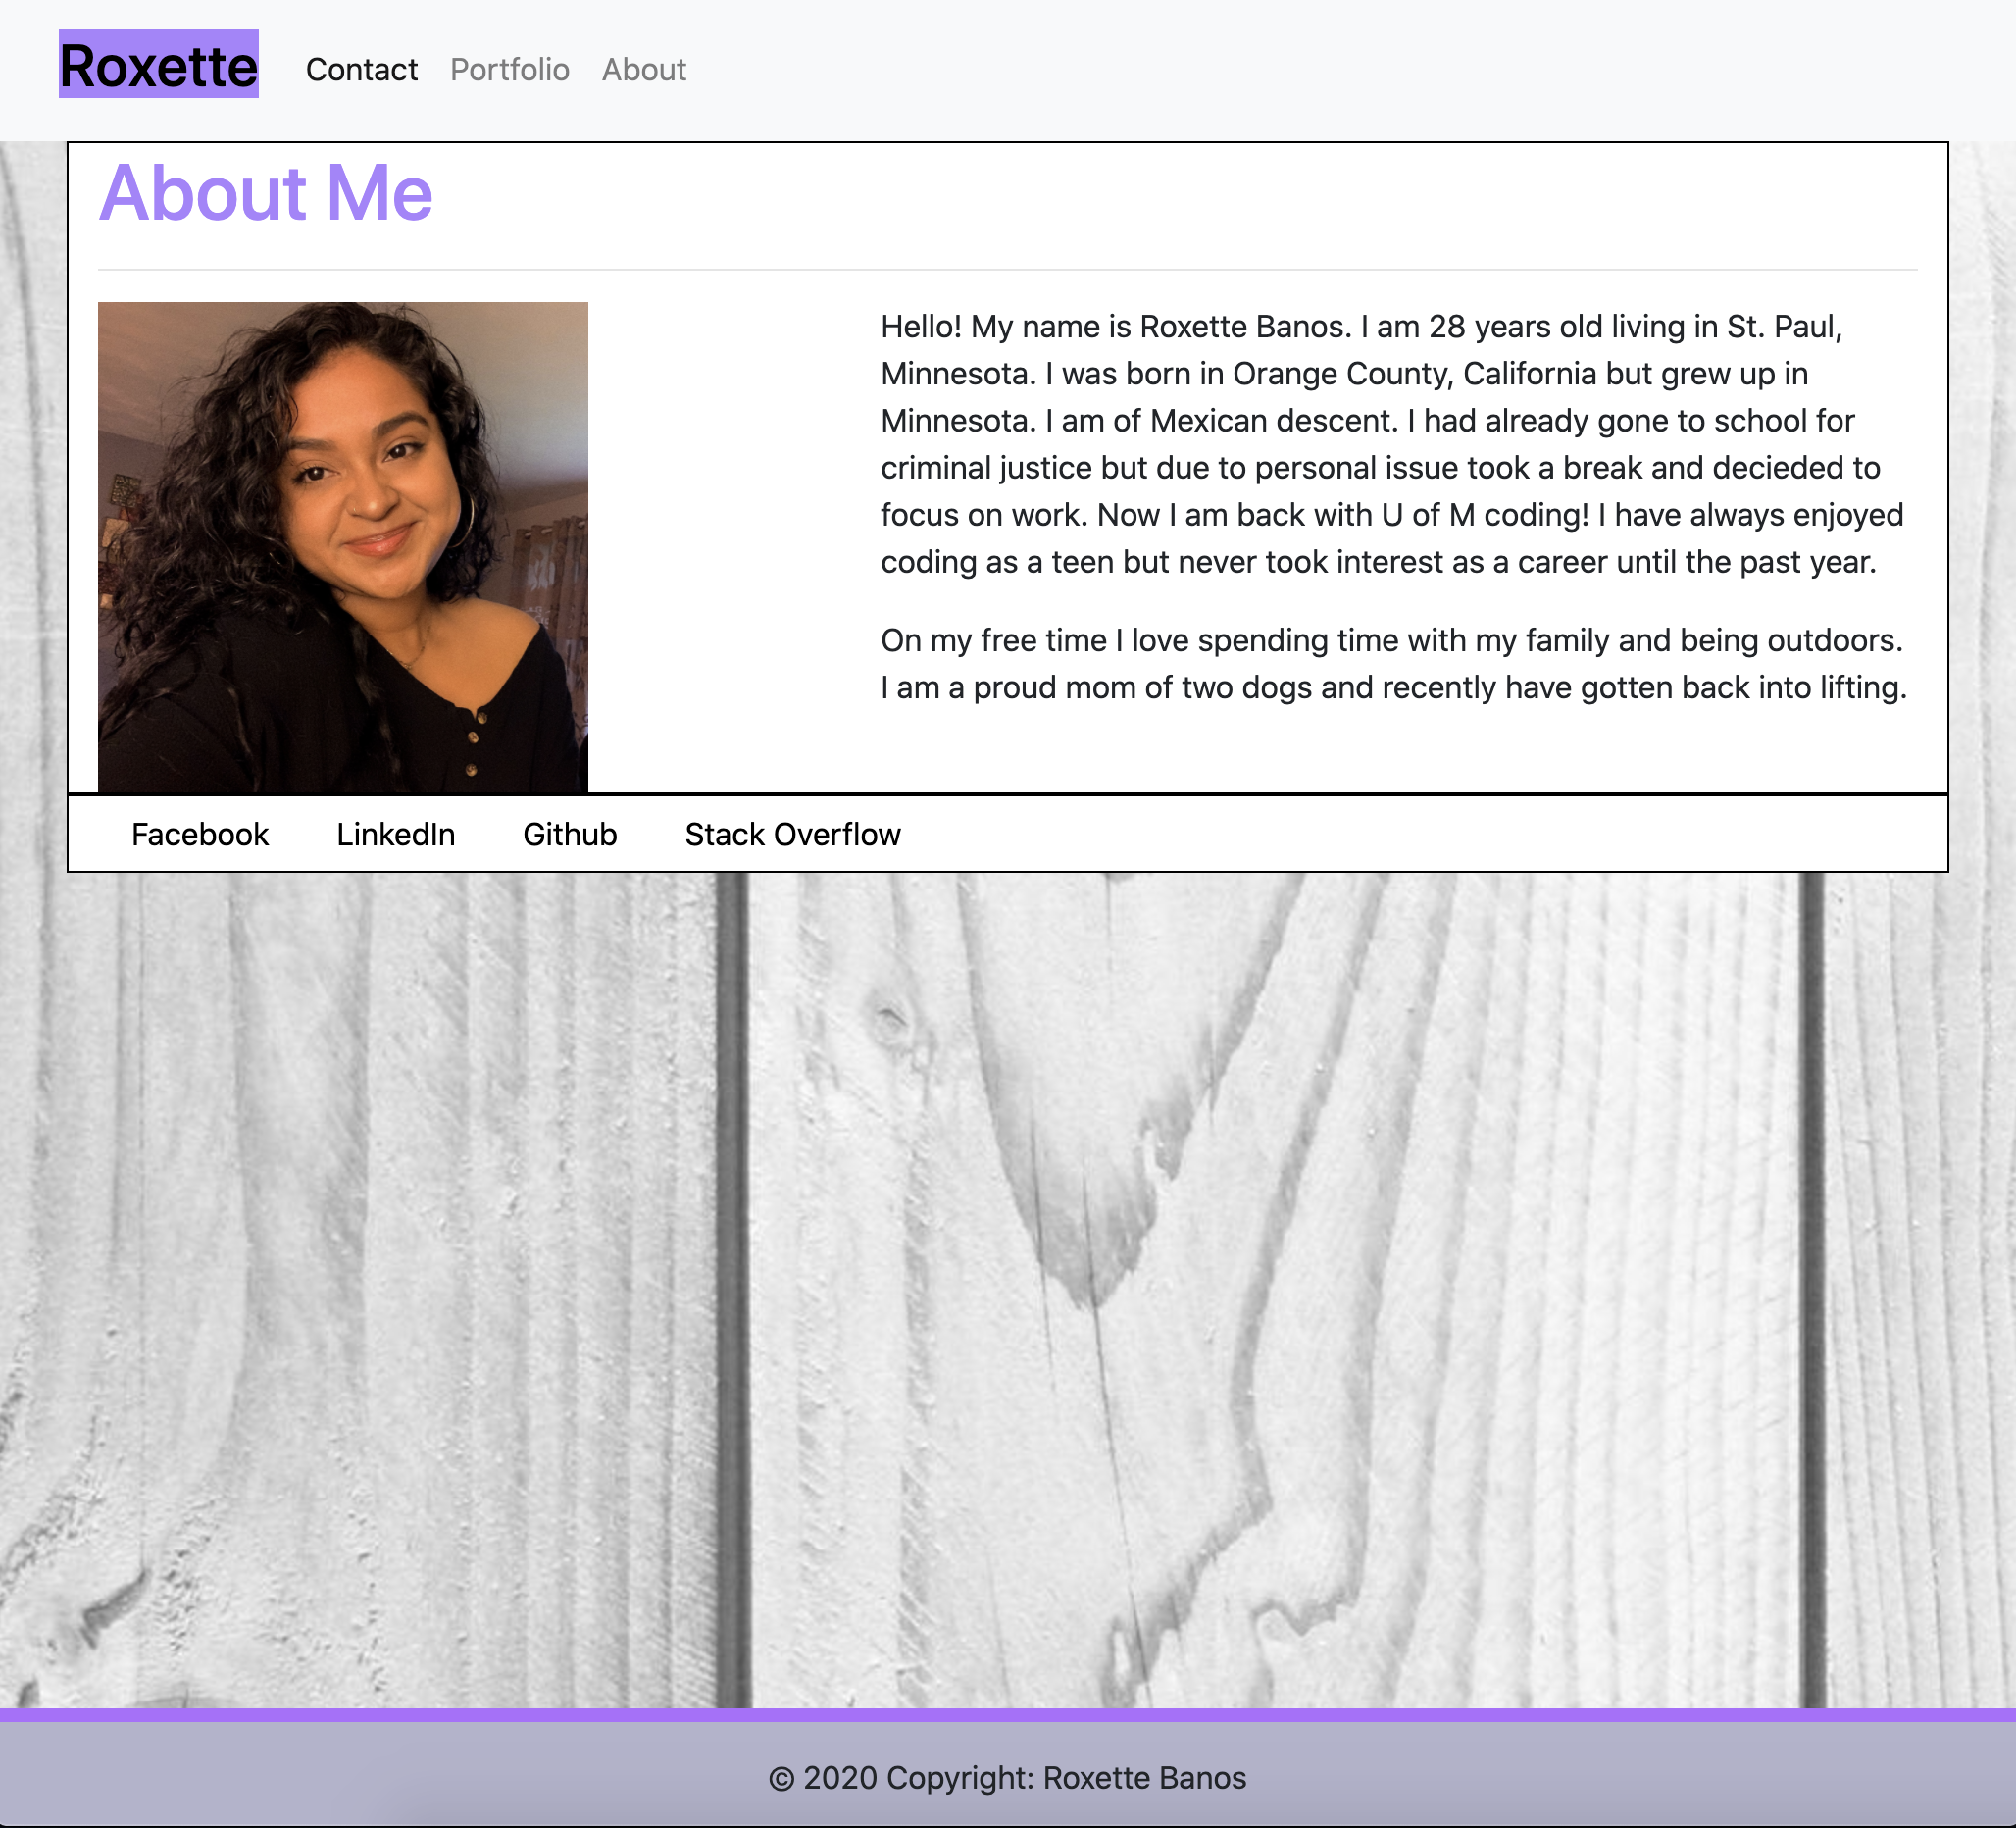 Roxette
Contact Portfolio About
About Me
Hello! My name is Roxette Banos. I am 28 years old living in St. Paul,
Minnesota. I was born in Orange County, California but grew up in
Minnesota. I am of Mexican descent. I had already gone to school for
criminal justice but due to personal issue took a break and decieded to
focus on work. Now I am back with U of M coding! I have always enjoyed
coding as a teen but never took interest as a career until the past year.
On my free time I love spending time with my family and being outdoors.
I am a proud mom of two dogs and recently have gotten back into lifting.
Facebook LinkedIn Github Stack Overflow
© 2020 Copyright: Roxette Banos